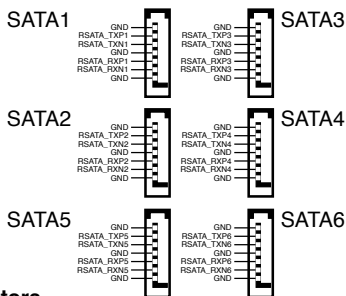 SATA1
GND
RSATA_TXP1
RSATA_TXN1
GND
RSATA_RXP1
RSATA_RXN1
GND
SATA3
GND
RSATA_TXP3
RSATA_TXN3
GND
RSATA_RXP3
RSATA_RXN3
GND
SATA2
GND
RSATA_TXP2
RSATA_TXN2
GND
RSATA_RXP2
RSATA_RXN2
GND
SATA4
GND
RSATA_TXP4
RSATA_TXN4
GND
RSATA_RXP4
RSATA_RXN4
GND
SATA5
GND
RSATA_TXP5
RSATA_TXN5
GND
RSATA_RXP5
RSATA_RXN5
GND
SATA6
GND
RSATA_TXP6
RSATA_TXN6
GND
RSATA_RXP6
RSATA_RXN6
GND